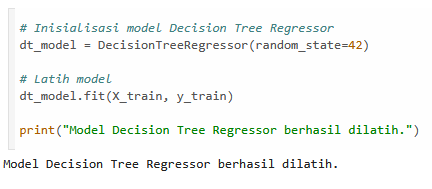 # Inisialisasi model Decision Tree Regressor
dt_model = DecisionTreeRegressor(random_state=42)
# Latih model
dt_model.fit(X_train, y_train)
print("Model Decision Tree Regressor berhasil dilatih.")
Model Decision Tree Regressor berhasil dilatih.